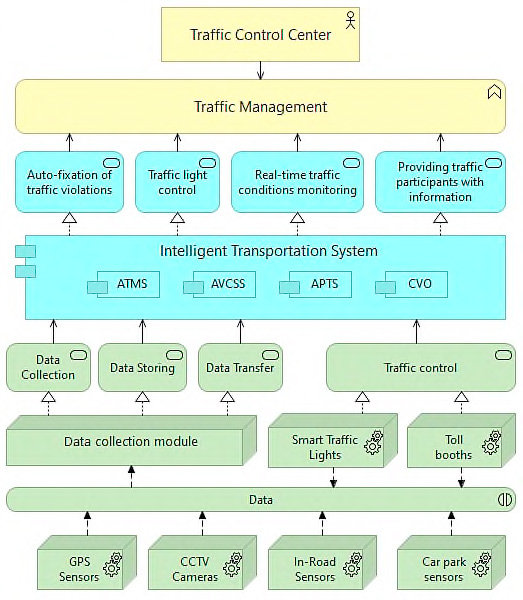 Traffic Control Center
Traffic Management
Auto-fixation of
traffic violations
Traffic light
control
Real-time traffic
conditions monitoring
Providing traffic
participants with
information
Intelligent Transportation System
ATMS
AVCSS
APTS
CVO
Data
Collection
Data Storing
Data Transfer
Traffic control
Data collection module
Smart Traffic
Lights
Toll
booths
Data
GPS
Sensors
CCTV
Cameras
In-Road
Sensors
Car park
sensors